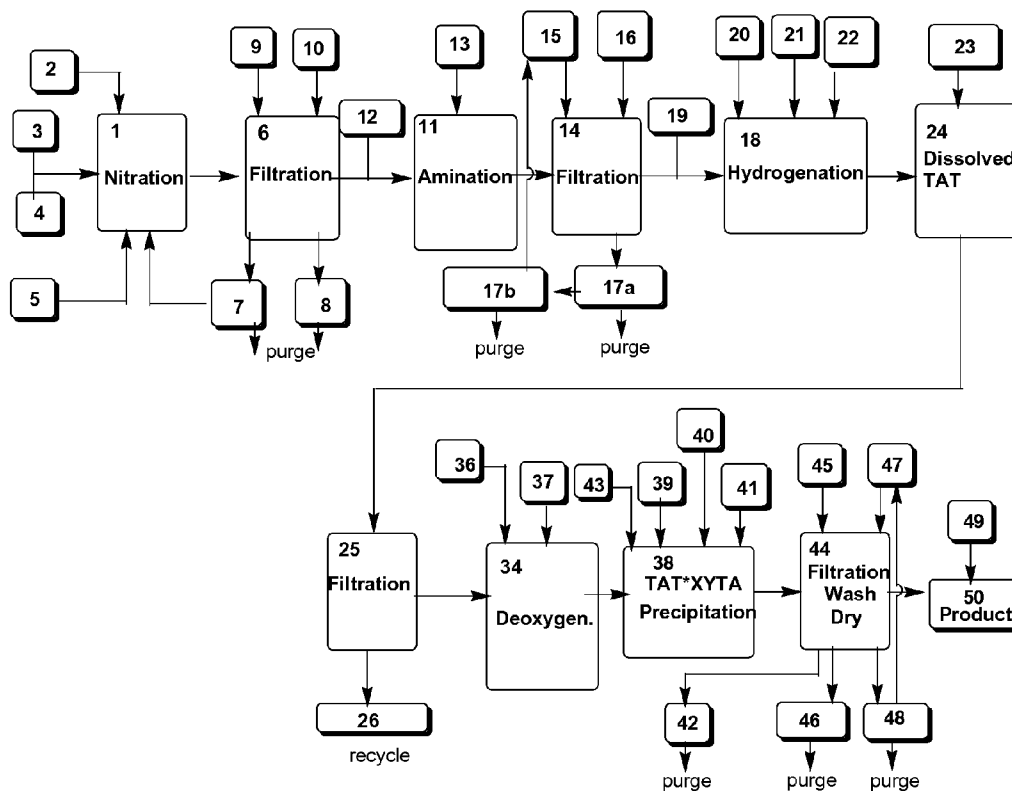 2
3
4
5
1
Nitration
9
10
6
Filtration
7
8
purge
12
13
11
Amination
15
16
14
Filtration
17b
17a
purge
purge
19
20
21
22
18
Hydrogenation
23
24
Dissolved
TAT
25
Filtration
26
recycle
36
37
34
Deoxygen.
43
39
40
41
38
TAT*XYTA
Precipitation
45
47
44
Filtration
Wash
Dry
42
46
48
purge
purge
purge
49
50
Product